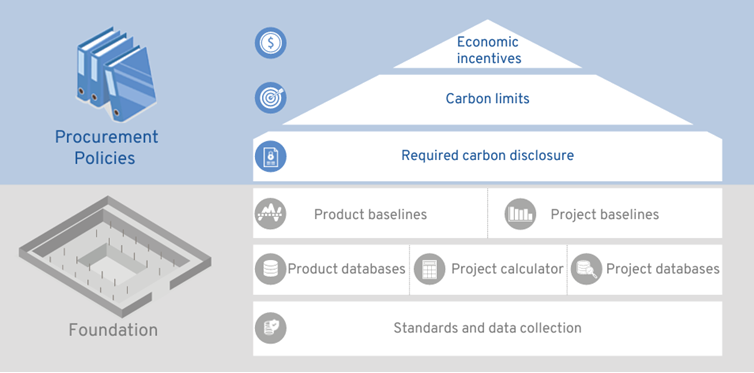 Procurement
Policies
Economic
incentives
Carbon limits
Required carbon disclosure
Product baselines
Project baselines
Product databases
Project calculator
Project databases
Foundation
Standards and data collection